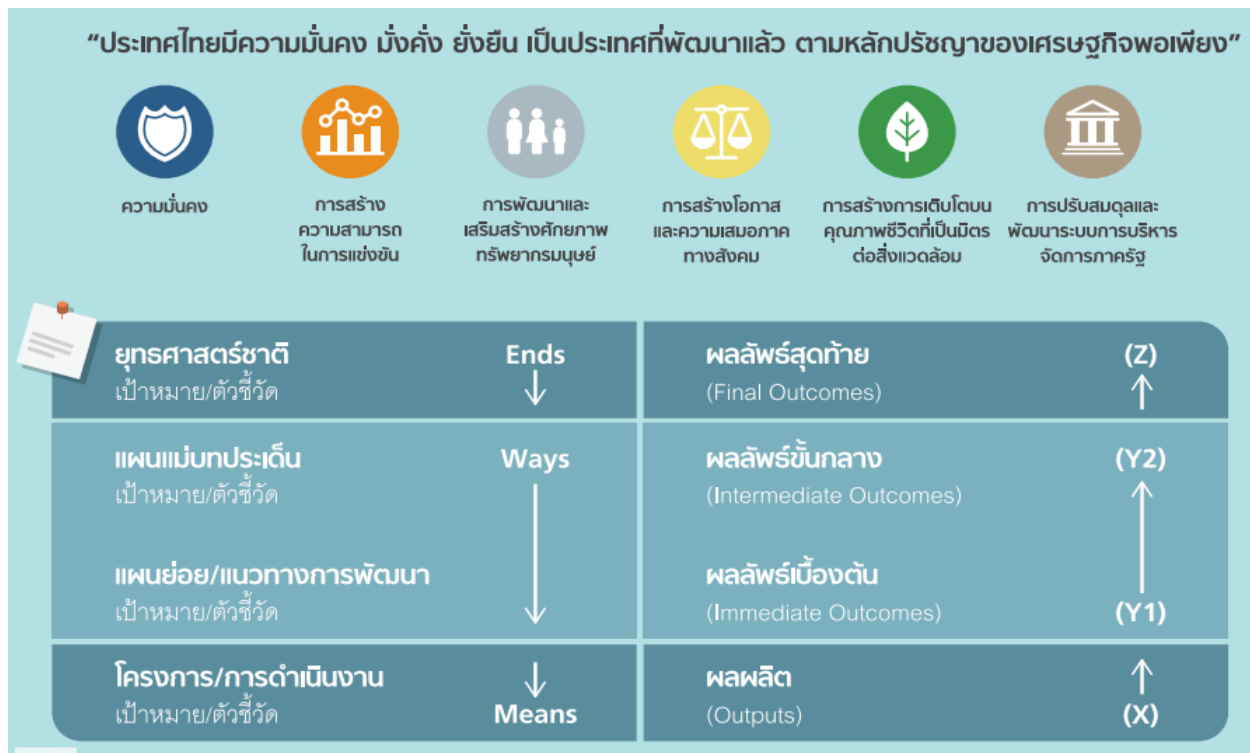 “ประเทศไทยมีความมั่นคง มั่งคั่ง ยั่งยืน เป็นประเทศที่พัฒนาแล้ว ตามหลักปรัชญาของเศรษฐกิจพอเพียง”
ความมั่นคง
การสร้าง
ความสามารถ
ในการแข่งขัน
การพัฒนาและ
เสริมสร้างศักยภาพ
ทรัพยากรมนุษย์
การสร้างโอกาส
และความเสมอภาค
ทางสังคม
การสร้างการเติบโตบน
คุณภาพชีวิตที่เป็นมิตร
ต่อสิ่งแวดล้อม
การปรับสมดุลและ
พัฒนาระบบการบริหาร
จัดการภาครัฐ
ยุทธศาสตร์ชาติ Ends
เป้าหมาย/ตัวชี้วัด
ผลลัพธ์สุดท้าย (Z)
(Final Outcomes)
แผนแม่บทประเด็น Ways
เป้าหมาย/ตัวชี้วัด
ผลลัพธ์ขั้นกลาง (Y2)
(Intermediate Outcomes)
แผนย่อย/แนวทางการพัฒนา
เป้าหมาย/ตัวชี้วัด
ผลลัพธ์เบื้องต้น
(Immediate Outcomes) (Y1)
โครงการ/การดำเนินงาน
เป้าหมาย/ตัวชี้วัด Means
ผลผลิต
(Outputs) (X)